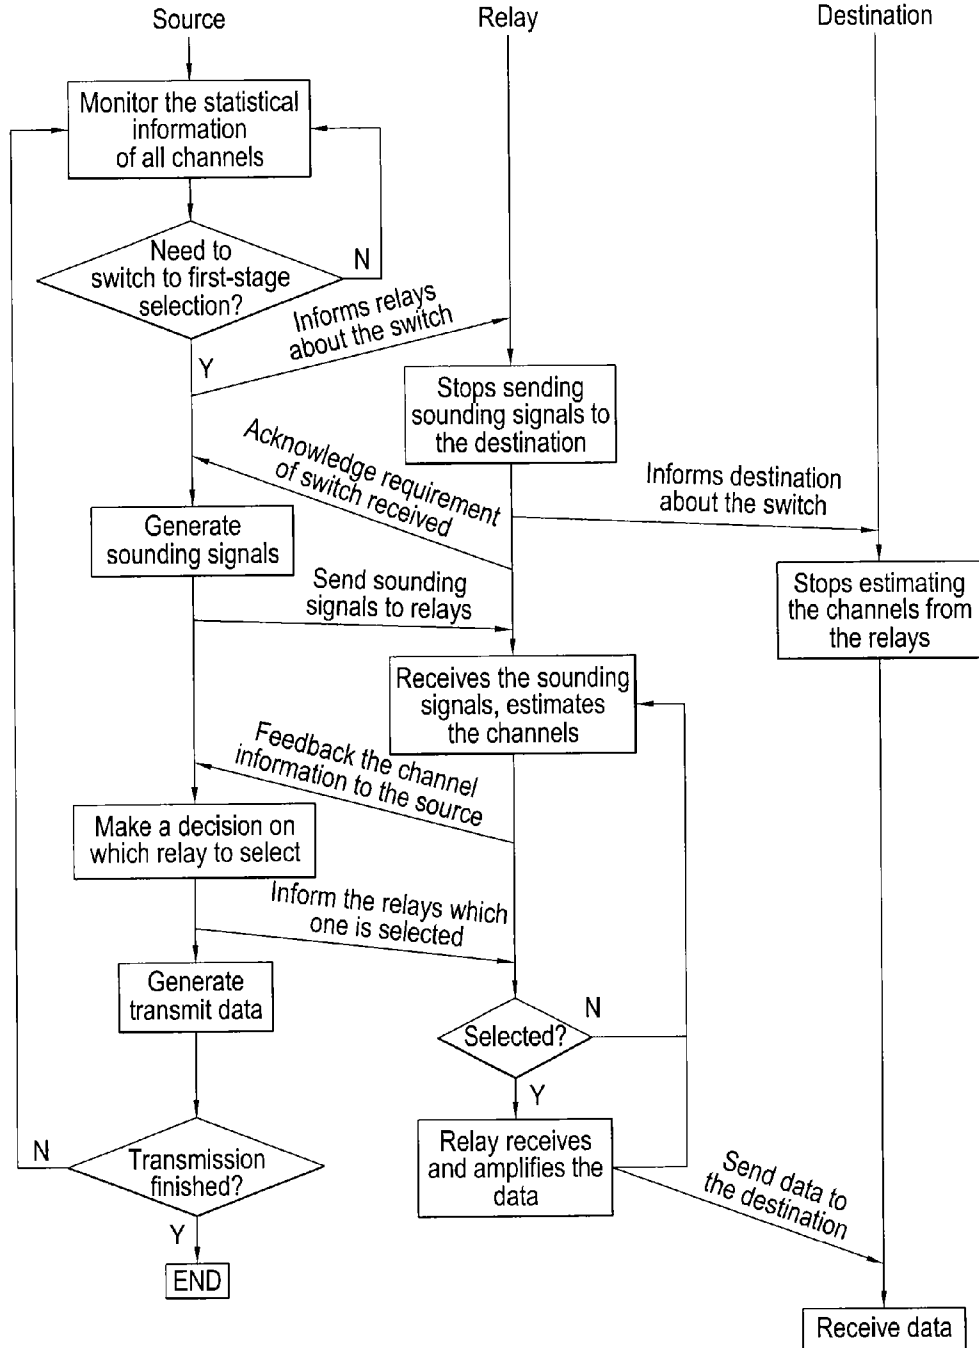 Source
Relay
Destination
Monitor the statistical
information
of all channels
Need to
switch to first-stage
selection?
N
Y
Informs relays
about the switch
Stops sending
sounding signals to
the destination
Acknowledge requirement
of switch received
Informs destination
about the switch
Generate
sounding signals
Stops estimating
the channels from
the relays
Send sounding
signals to relays
Receives the sounding
signals, estimates
the channels
Feedback the channel
information to the source
Make a decision on
which relay to select
Inform the relays which
one is selected
Generate
transmit data
Selected?
N
Y
Transmission
finished?
N
Y
Relay receives
and amplifies the
data
Send data to
the destination
END
Receive data